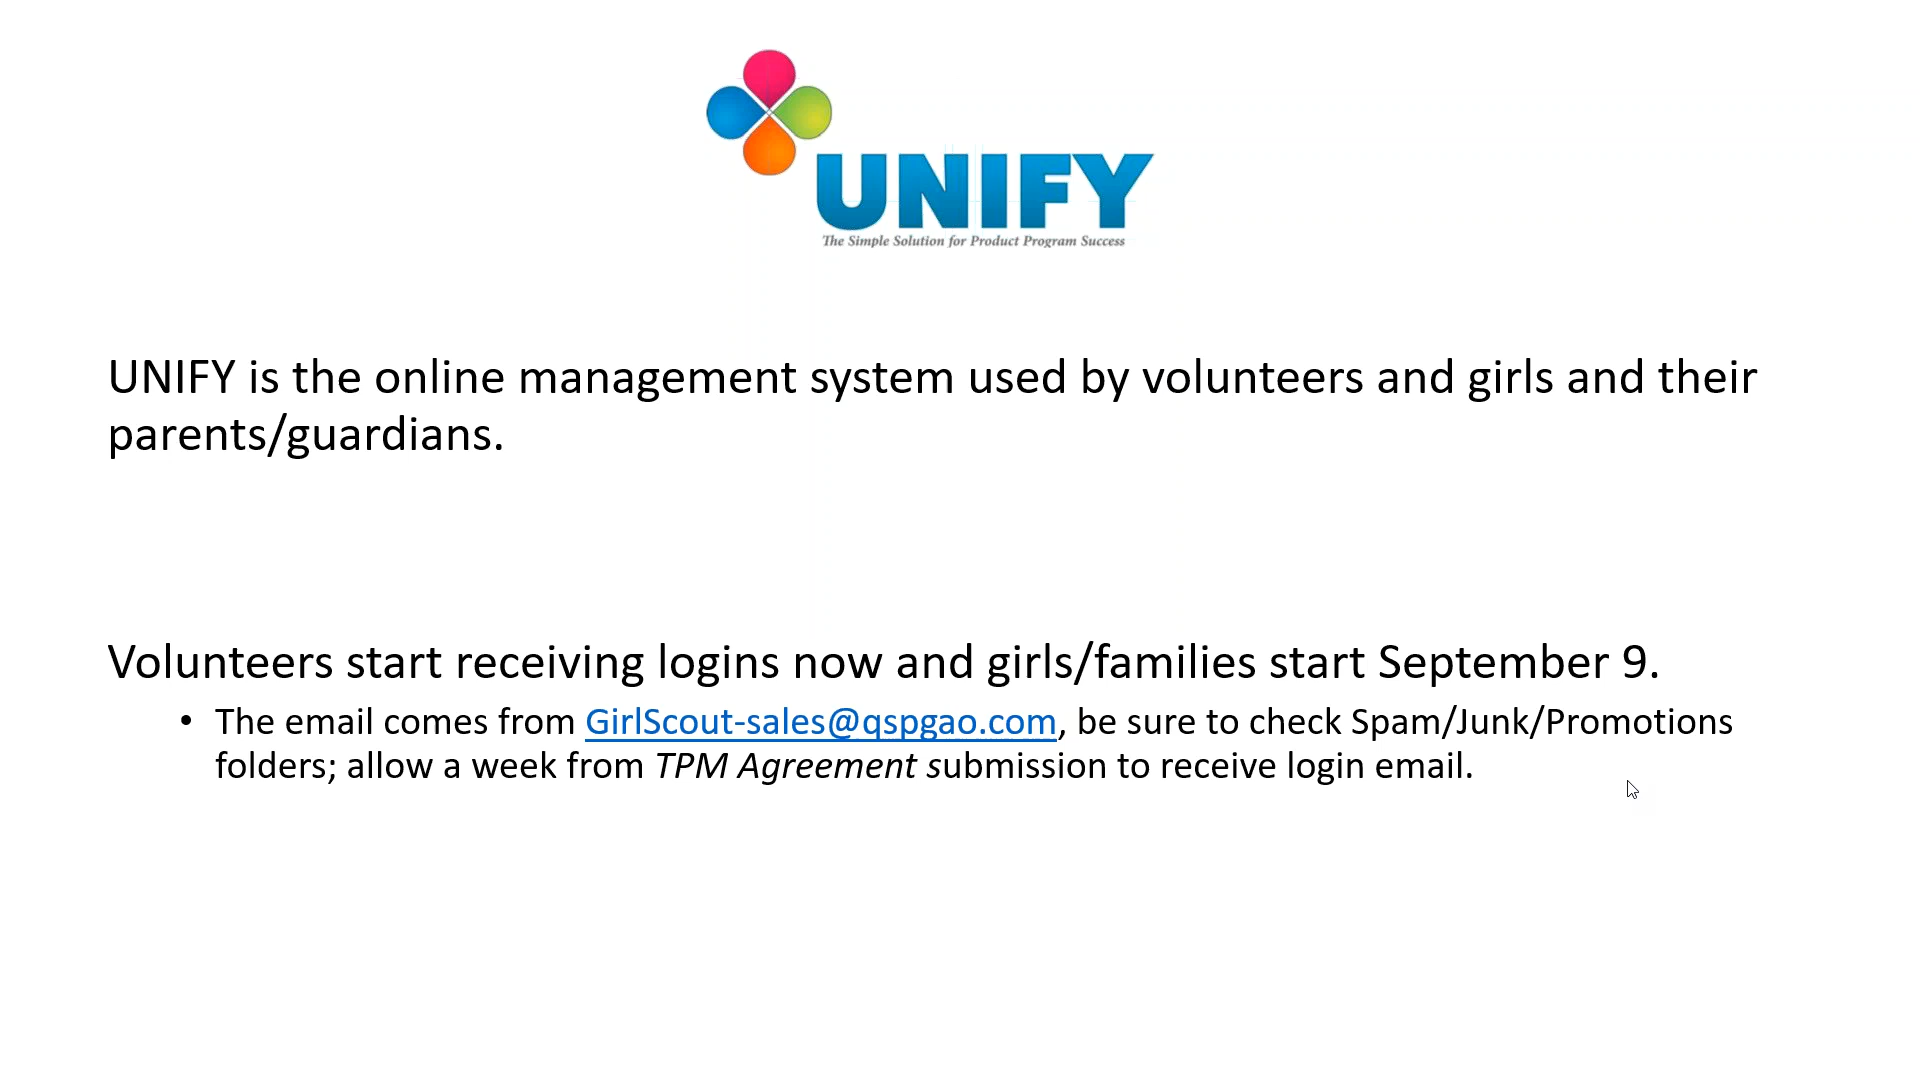 UNIFY
The Simple Solution for Product Program Success
UNIFY is the online management system used by volunteers and girls and their
parents/guardians.
Volunteers start receiving logins now and girls/families start September 9.
• The email comes from GirlScout-sales@qspgao.com, be sure to check Spam/Junk/Promotions
folders; allow a week from TPM Agreement submission to receive login email.